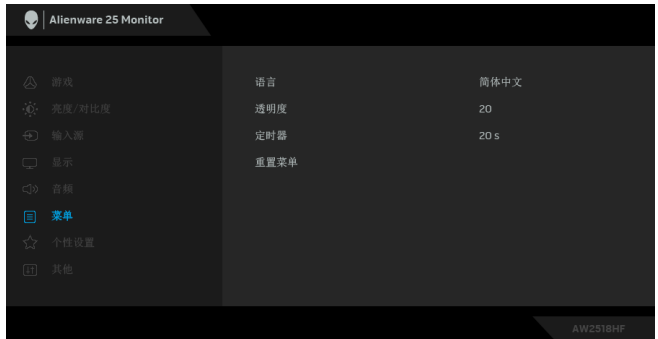 Alienware 25 Monitor
游戏
亮度/对比度
输入源
显示
音频
菜单
个性设置
其他
语言 简体中文
透明度 20
定时器 20 s
重置菜单
AW2518HF